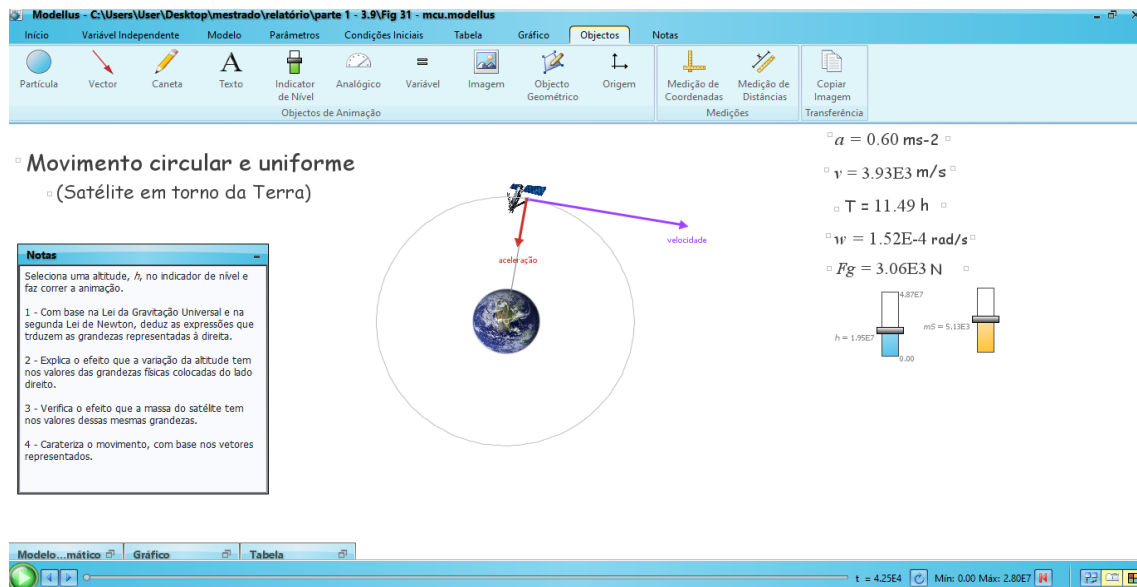 Modellus - C:\Users\User\Desktop\mestrado\relatório\parte 1 - 3.9\Fig 31 - mcu.modellus
Início Variável Independente Modelo Parâmetros Condições Iniciais Tabela Gráfico Objectos Notas
Partícula Vector Caneta A Texto Indicator de Nível Analógico = Variável Imagem Objecto Geométrico Origem Medição de Coordenadas Medição de Distâncias Copiar Imagem
Objectos de Animação Medições Transferência
Movimento circular e uniforme
(Satélite em torno da Terra)
Notas
Seleciona uma altitude, h, no indicador de nível e
faz correr a animação.
1 - Com base na Lei da Gravitação Universal e na
segunda Lei de Newton, deduz as expressões que
trduzem as grandezas representadas à direita.
2 - Explica o efeito que a variação da altitude tem
nos valores das grandezas físicas colocadas do lado
direito.
3 - Verifica o efeito que a massa do satélite tem
nos valores dessas mesmas grandezas.
4 - Carateriza o movimento, com base nos vetores
representados.
velocidade
aceleração
a = 0.60 ms-2
v = 3.93E3 m/s
T = 11.49 h
w = 1.52E-4 rad/s
Fg = 3.06E3 N
4.87E7
h = 1.95E7
0.00
mS = 5.13E3
Modelo...mático Gráfico Tabela
t = 4.25E4 Mín: 0.00 Máx: 2.80E7